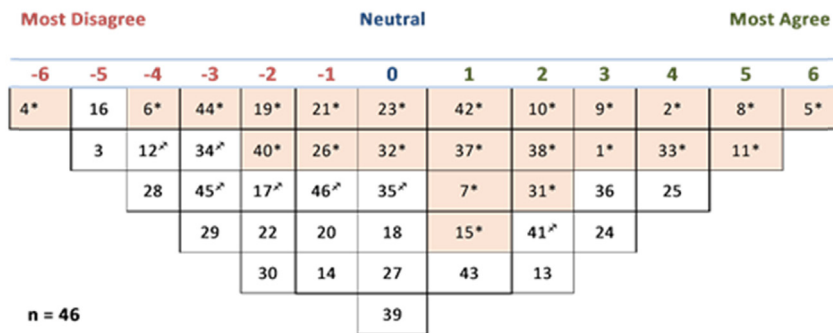 Most Disagree Neutral Most Agree
-6 -5 -4 -3 -2 -1 0 1 2 3 4 5 6
4* 16 6* 44* 19* 21* 23* 42* 10* 9* 2* 8* 5*
3 12♐ 34♐ 40* 26* 32* 37* 38* 1* 33* 11*
28 45♐ 17♐ 46♐ 35♐ 7* 31* 36 25
29 22 20 18 15* 41♐ 24
30 14 27 43 13
n = 46 39